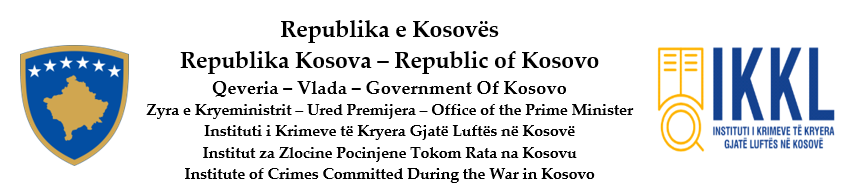 Republika e Kosovës
Republika Kosova – Republic of Kosovo
Qeveria – Vlada – Government Of Kosovo
Zyra e Kryeministrit – Ured Premijera – Office of the Prime Minister
Instituti i Krimeve të Kryera Gjatë Luftës në Kosovë
Institut za Zlocine Pocinjene Tokom Rata na Kosovu
Institute of Crimes Committed During the War in Kosovo
IKKL
INSTITUTI I KRIMEVE TË KRYERA
GJATË LUFTËS NË KOSOVË